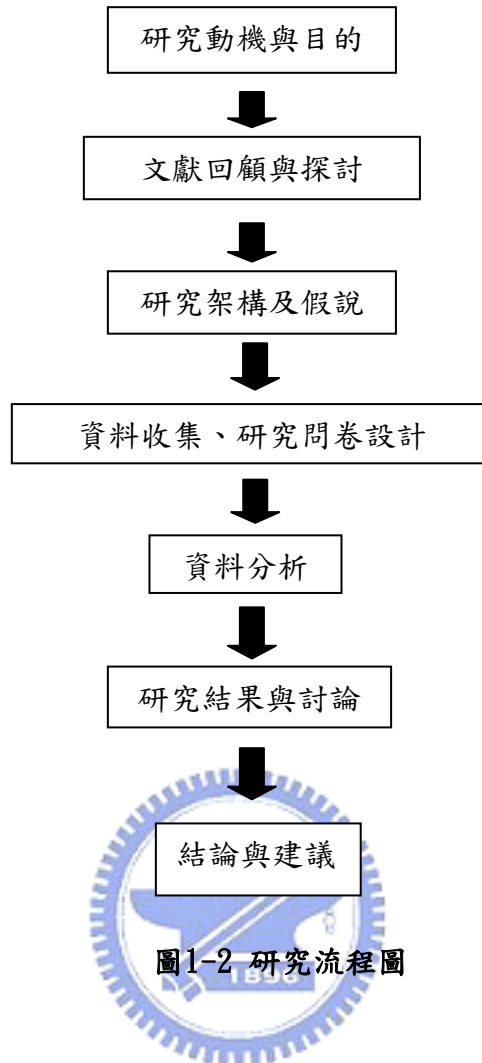 研究動機與目的
文獻回顧與探討
研究架構及假說
資料收集、研究問卷設計
資料分析
研究結果與討論
結論與建議
圖1-2 研究流程圖
1896